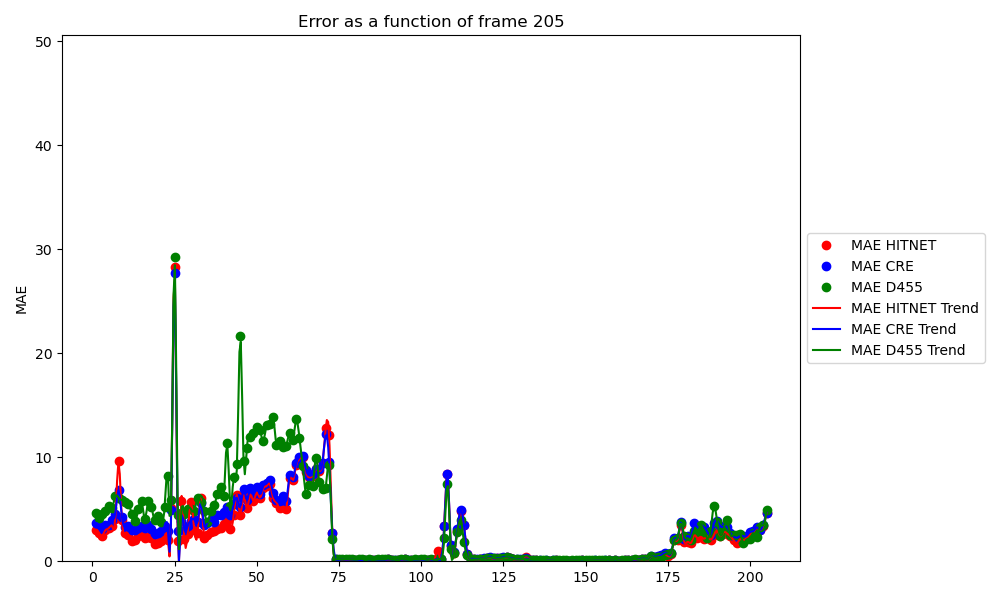 Error as a function of frame 205
MAE
50
40
30
20
10
0
0 25 50 75 100 125 150 175 200
MAE HITNET
MAE CRE
MAE D455
MAE HITNET Trend
MAE CRE Trend
MAE D455 Trend